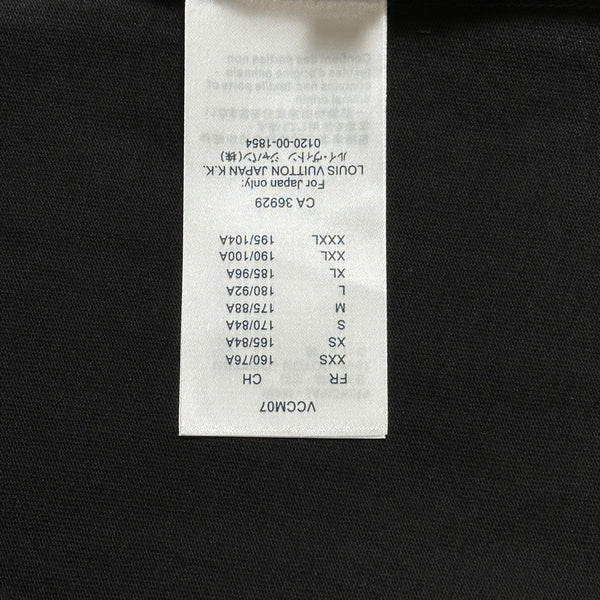 VCCM07
FR CH
XXS 160/76A
XS 165/84A
S 170/84A
M 175/88A
L 180/92A
XL 185/96A
XXL 190/100A
XXXL 195/104A
CA 36929
For Japan only:
LOUIS VUITTON JAPAN K.K.
ルイ・ヴィトン ジャパン(株)
0120-00-1854